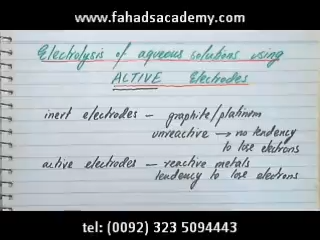 www.fahadsacademy.com
Electrolysis of aqueous solutions using
ACTIVE Electrodes
inert electrodes – graphite/platinum
unreactive → no tendency
to lose electrons
active electrodes – reactive metals
tendency to lose electrons
tel: (0092) 323 5094443